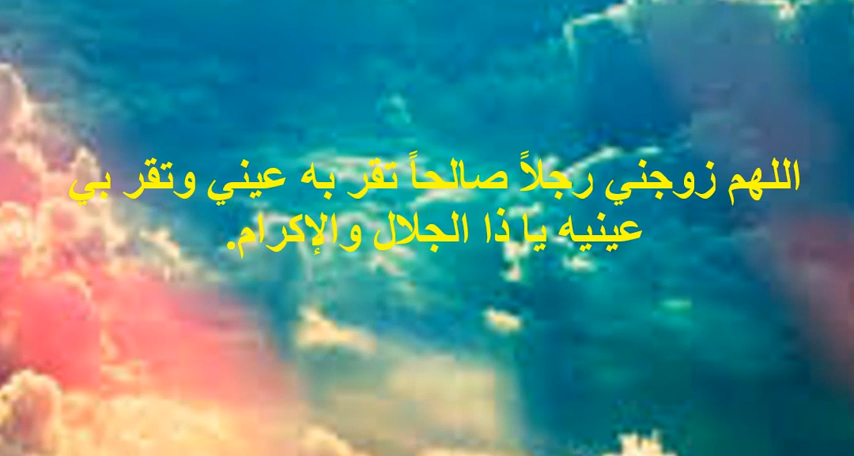 اللهم زوجني رجلاً صالحاً تقر به عيني وتقر بي
عينيه يا ذا الجلال والإكرام.